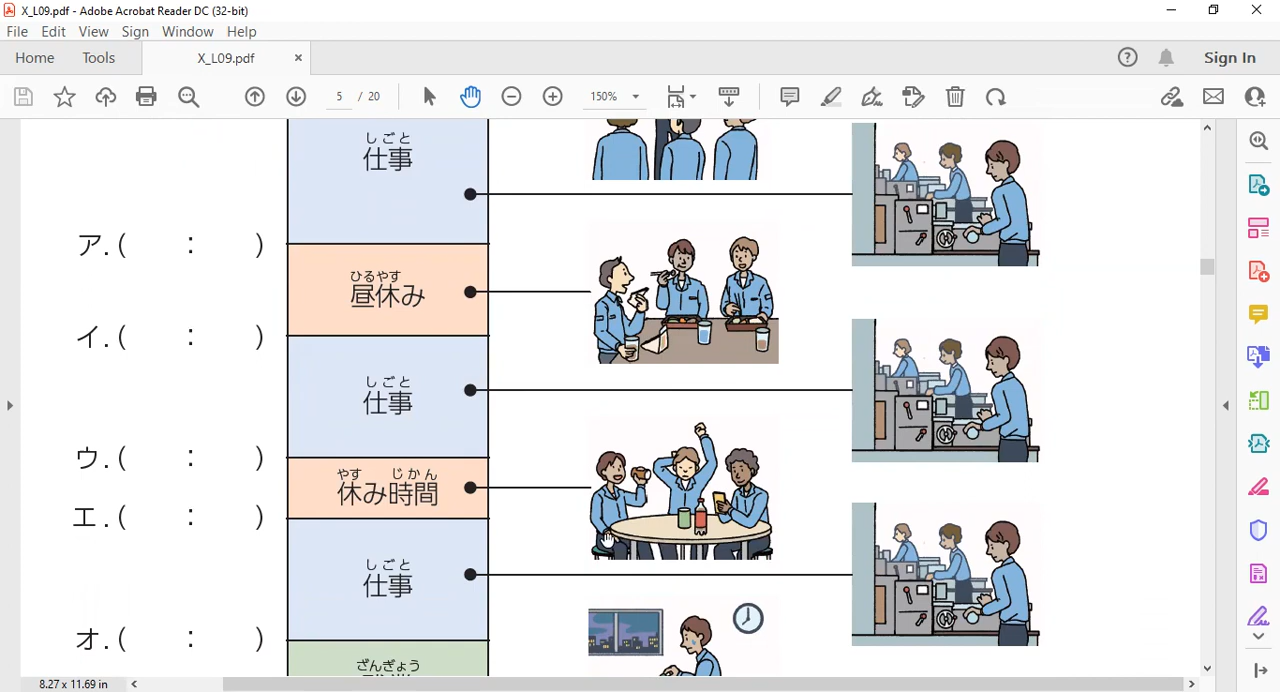 X_L09.pdf - Adobe Acrobat Reader DC (32-bit)
File Edit View Sign Window Help
Home Tools X_L09.pdf × Sign In
5 / 20 150%
しごと
仕事
ア. ( : )
ひるやす
昼休み
イ. ( : )
しごと
仕事
ウ. ( : )
やす じかん
休み時間
エ. ( : )
しごと
仕事
オ. ( : )
ざんぎょう
8.27 x 11.69 in